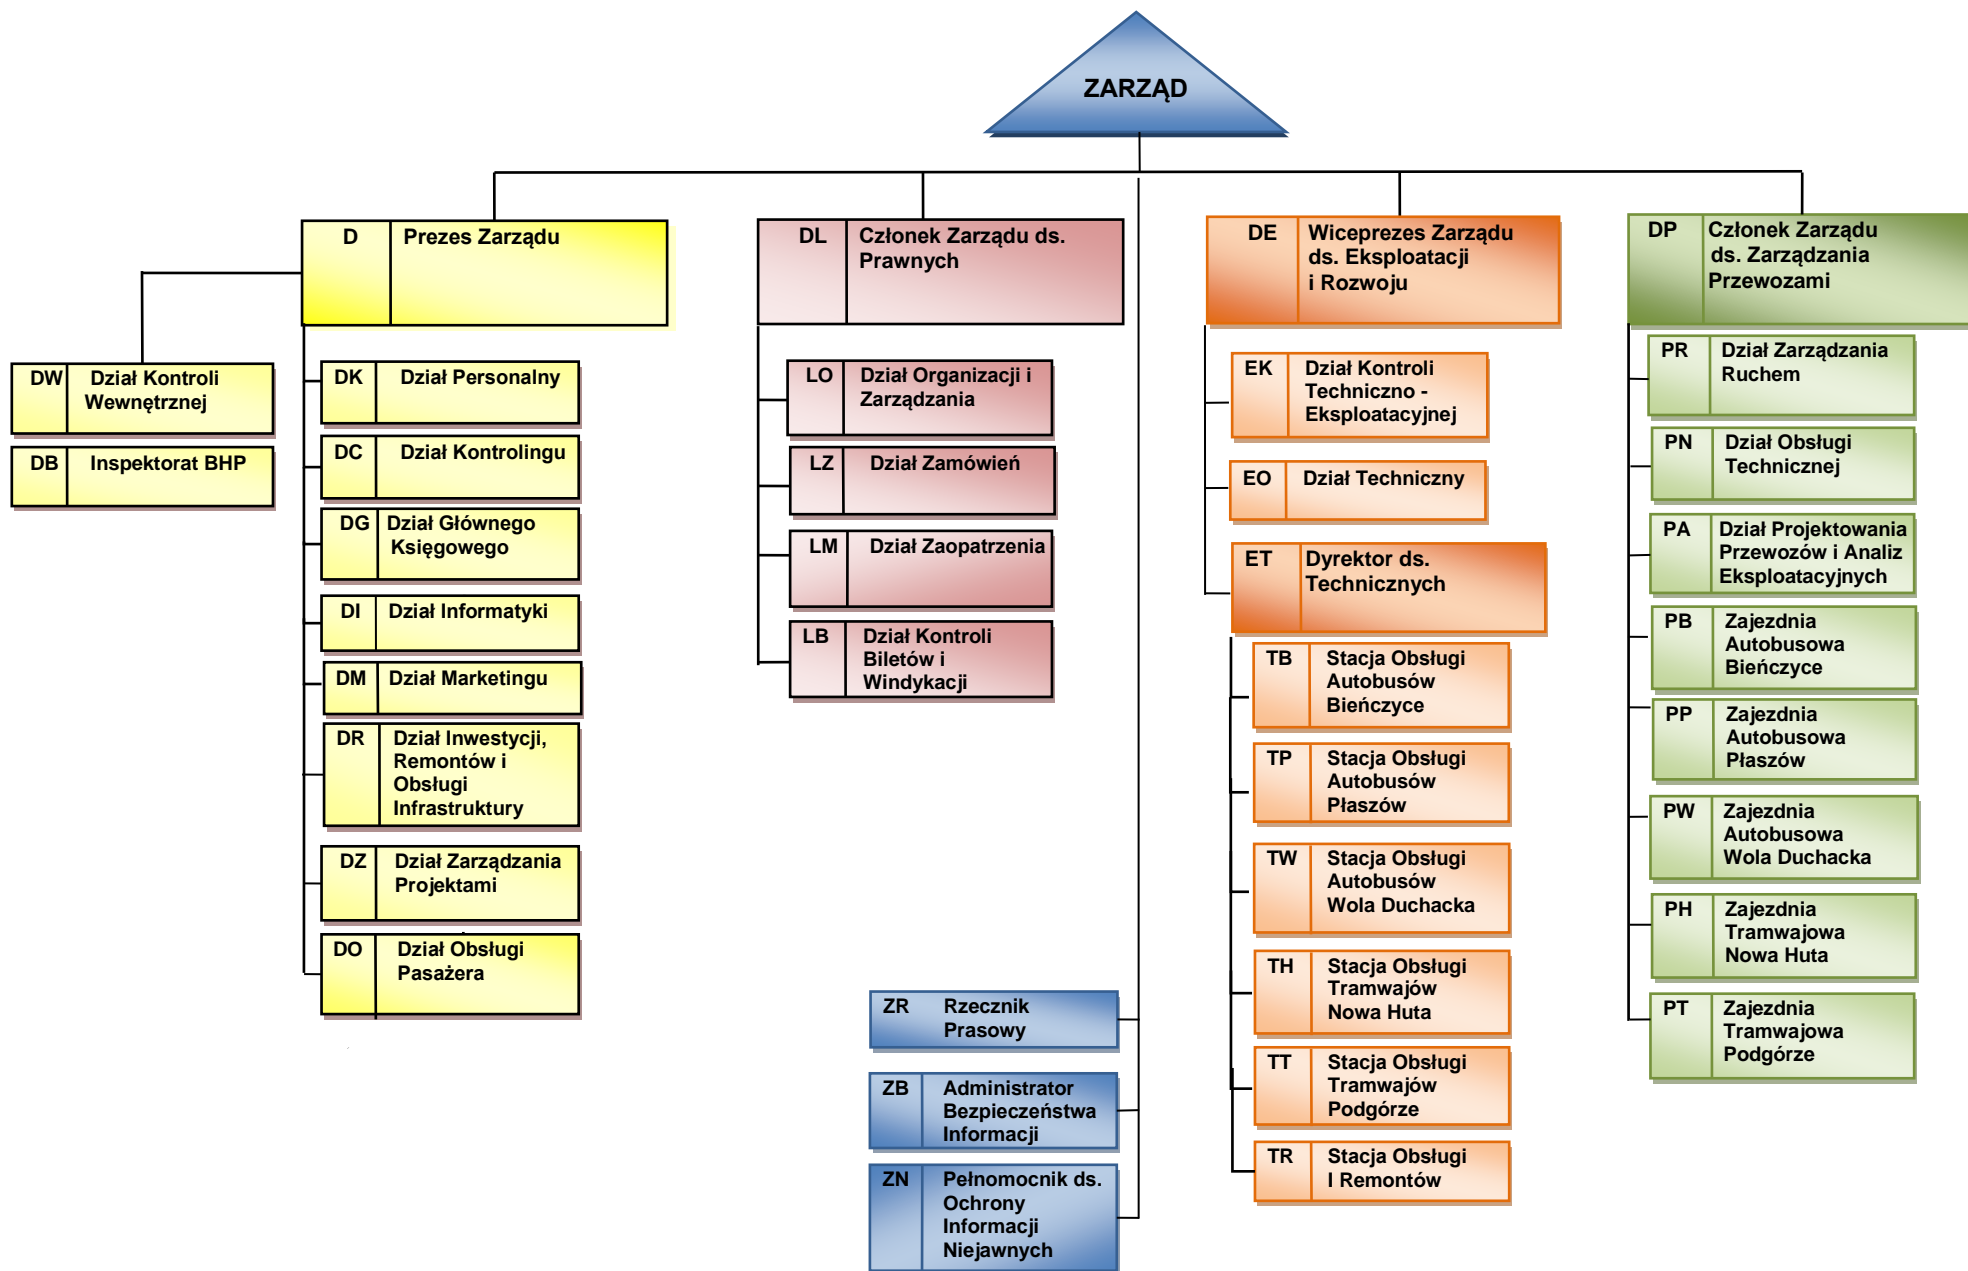 ZARZĄD
D Prezes Zarządu
DW Dział Kontroli
Wewnętrznej
DB Inspektorat BHP
DK Dział Personalny
DC Dział Kontrolingu
DG Dział Głównego
Księgowego
DI Dział Informatyki
DM Dział Marketingu
DR Dział Inwestycji,
Remontów i
Obsługi
Infrastruktury
DZ Dział Zarządzania
Projektami
DO Dział Obsługi
Pasażera
DL Członek Zarządu ds.
Prawnych
LO Dział Organizacji i
Zarządzania
LZ Dział Zamówień
LM Dział Zaopatrzenia
LB Dział Kontroli
Biletów i
Windykacji
ZR Rzecznik
Prasowy
ZB Administrator
Bezpieczeństwa
Informacji
ZN Pełnomocnik ds.
Ochrony
Informacji
Niejawnych
DE Wiceprezes Zarządu
ds. Eksploatacji
i Rozwoju
EK Dział Kontroli
Techniczno -
Eksploatacyjnej
EO Dział Techniczny
ET Dyrektor ds.
Technicznych
TB Stacja Obsługi
Autobusów
Bieńczyce
TP Stacja Obsługi
Autobusów
Płaszów
TW Stacja Obsługi
Autobusów
Wola Duchacka
TH Stacja Obsługi
Tramwajów
Nowa Huta
TT Stacja Obsługi
Tramwajów
Podgórze
TR Stacja Obsługi
I Remontów
DP Członek Zarządu
ds. Zarządzania
Przewozami
PR Dział Zarządzania
Ruchem
PN Dział Obsługi
Technicznej
PA Dział Projektowania
Przewozów i Analiz
Eksploatacyjnych
PB Zajezdnia
Autobusowa
Bieńczyce
PP Zajezdnia
Autobusowa
Płaszów
PW Zajezdnia
Autobusowa
Wola Duchacka
PH Zajezdnia
Tramwajowa
Nowa Huta
PT Zajezdnia
Tramwajowa
Podgórze